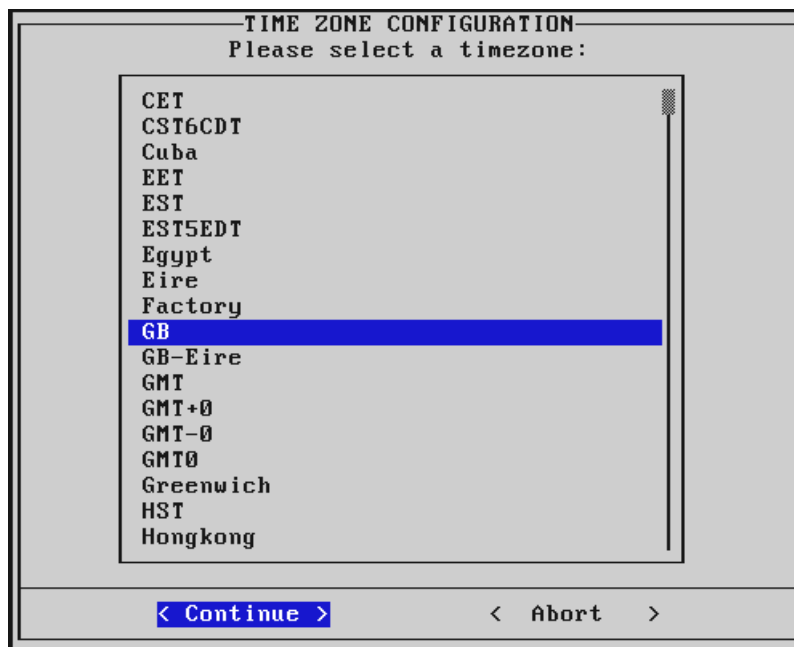 TIME ZONE CONFIGURATION
Please select a timezone:
CET
CST6CDT
Cuba
EET
EST
EST5EDT
Egypt
Eire
Factory
GB
GB-Eire
GMT
GMT+0
GMT-0
GMT0
Greenwich
HST
Hongkong
< Continue > < Abort >